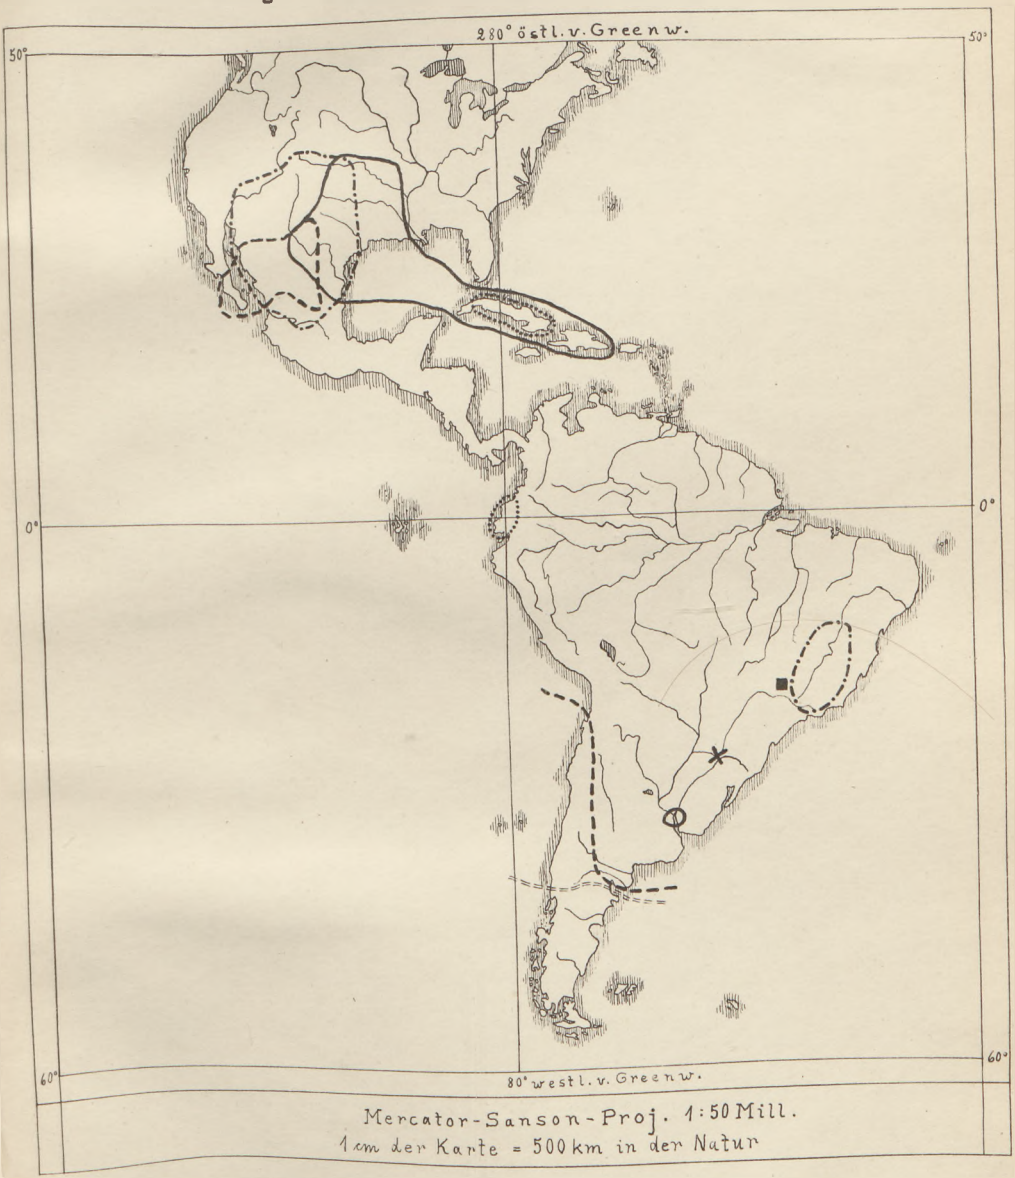 280° östl. v. Greenw.
50° 50°
0° 0°
60° 60°
80° westl. v. Greenw.
Mercator-Sanson-Proj. 1:50 Mill.
1 cm der Karte = 500 km in der Natur